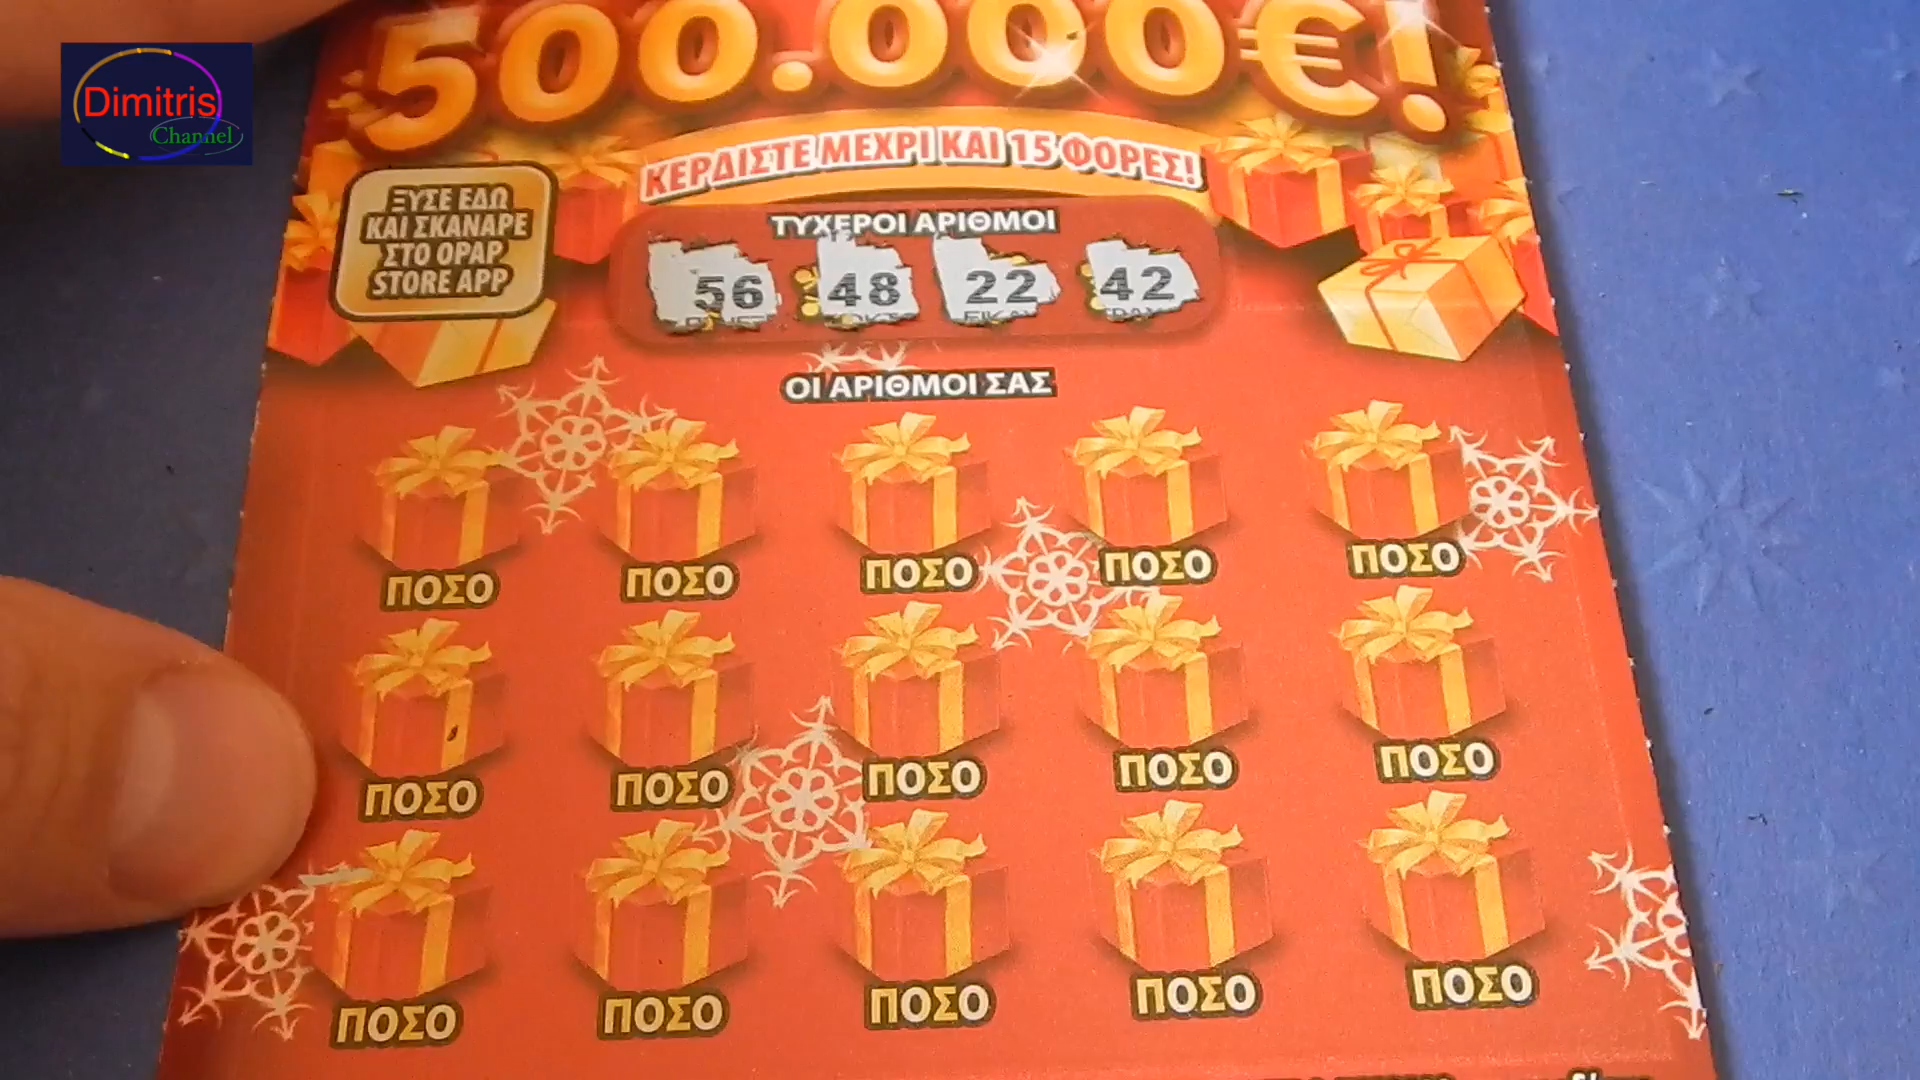 Dimitris
Channel
500.000€!
ΚΕΡΔΙΣΤΕ ΜΕΧΡΙ ΚΑΙ 15 ΦΟΡΕΣ!
ΞΥΣΕ ΕΔΩ
ΚΑΙ ΣΚΑΝΑΡΕ
ΣΤΟ OPAP
STORE APP
ΤΥΧΕΡΟΙ ΑΡΙΘΜΟΙ
56 48 22 42
ΟΙ ΑΡΙΘΜΟΙ ΣΑΣ
ΠΟΣΟ ΠΟΣΟ ΠΟΣΟ ΠΟΣΟ ΠΟΣΟ
ΠΟΣΟ ΠΟΣΟ ΠΟΣΟ ΠΟΣΟ ΠΟΣΟ
ΠΟΣΟ ΠΟΣΟ ΠΟΣΟ ΠΟΣΟ ΠΟΣΟ